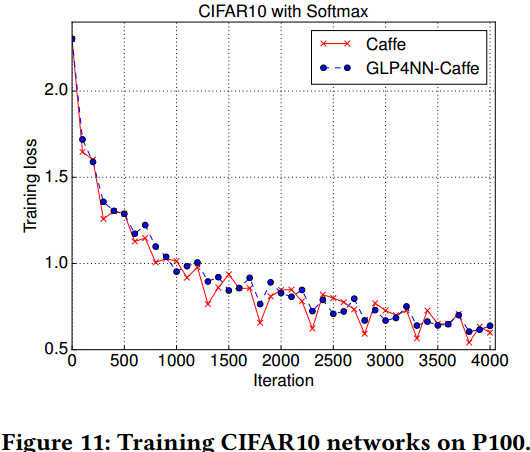 CIFAR10 with Softmax
Caffe
GLP4NN-Caffe
Training loss
2.0
1.5
1.0
0.5
0 500 1000 1500 2000 2500 3000 3500 4000
Iteration
Figure 11: Training CIFAR10 networks on P100.